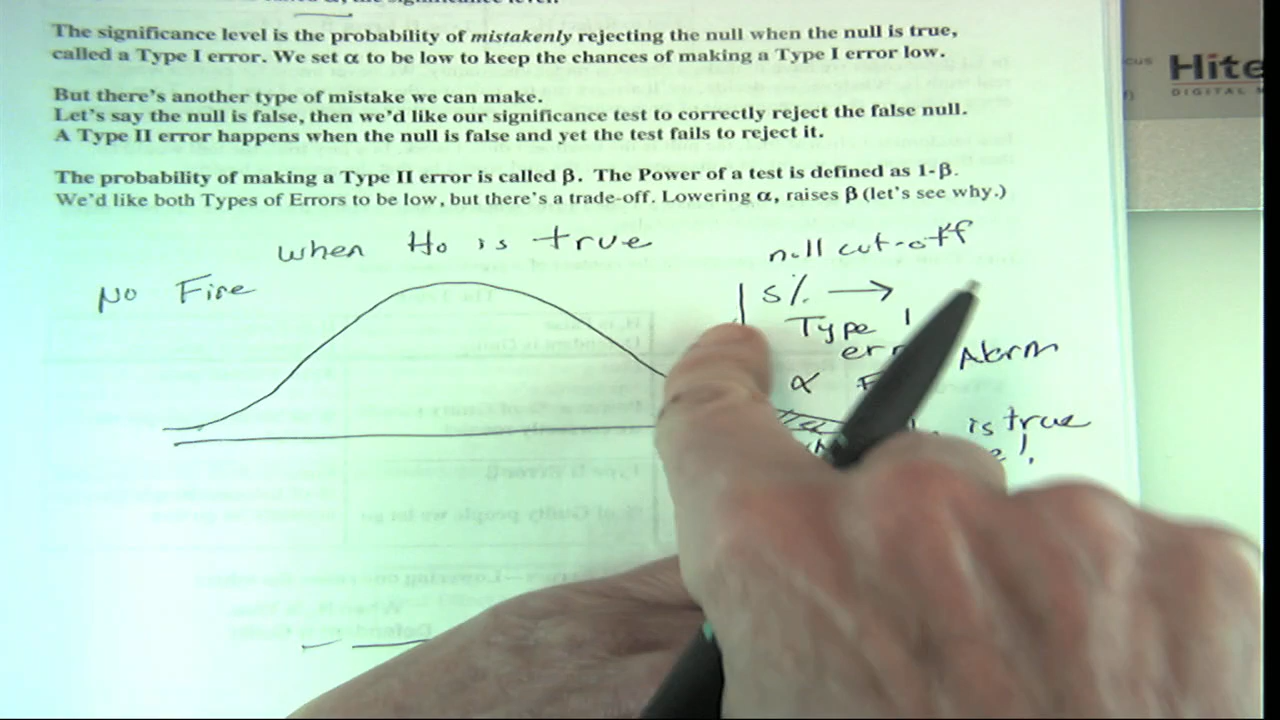 The significance level is the probability of mistakenly rejecting the null when the null is true,
called a Type I error. We set α to be low to keep the chances of making a Type I error low.
But there's another type of mistake we can make.
Let's say the null is false, then we'd like our significance test to correctly reject the false null.
A Type II error happens when the null is false and yet the test fails to reject it.
The probability of making a Type II error is called β. The Power of a test is defined as 1-β.
We'd like both Types of Errors to be low, but there's a trade-off. Lowering α, raises β (let's see why.)
when Ho is true
null cut-off
No Fire
5% →
Type 1
Alarm
α
is true
Hite
DIGITAL